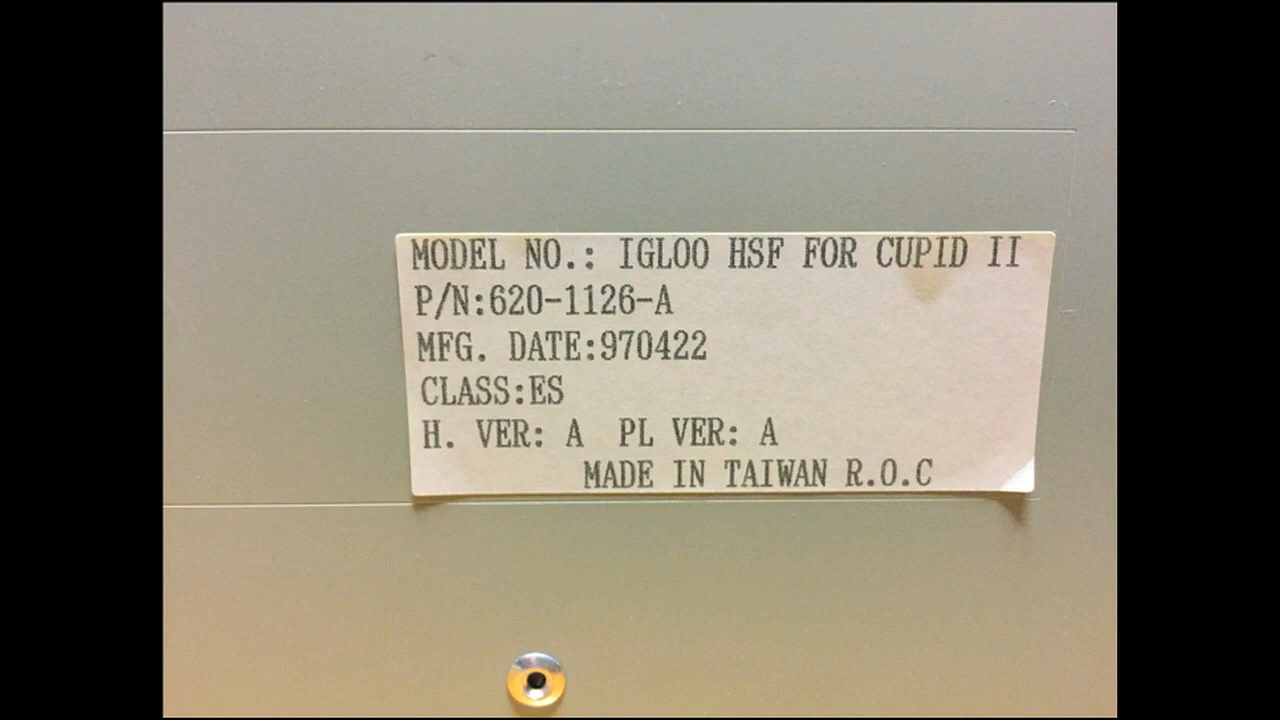 MODEL NO.: IGLOO HSF FOR CUPID II
P/N:620-1126-A
MFG. DATE:970422
CLASS:ES
H. VER: A PL VER: A
MADE IN TAIWAN R.O.C